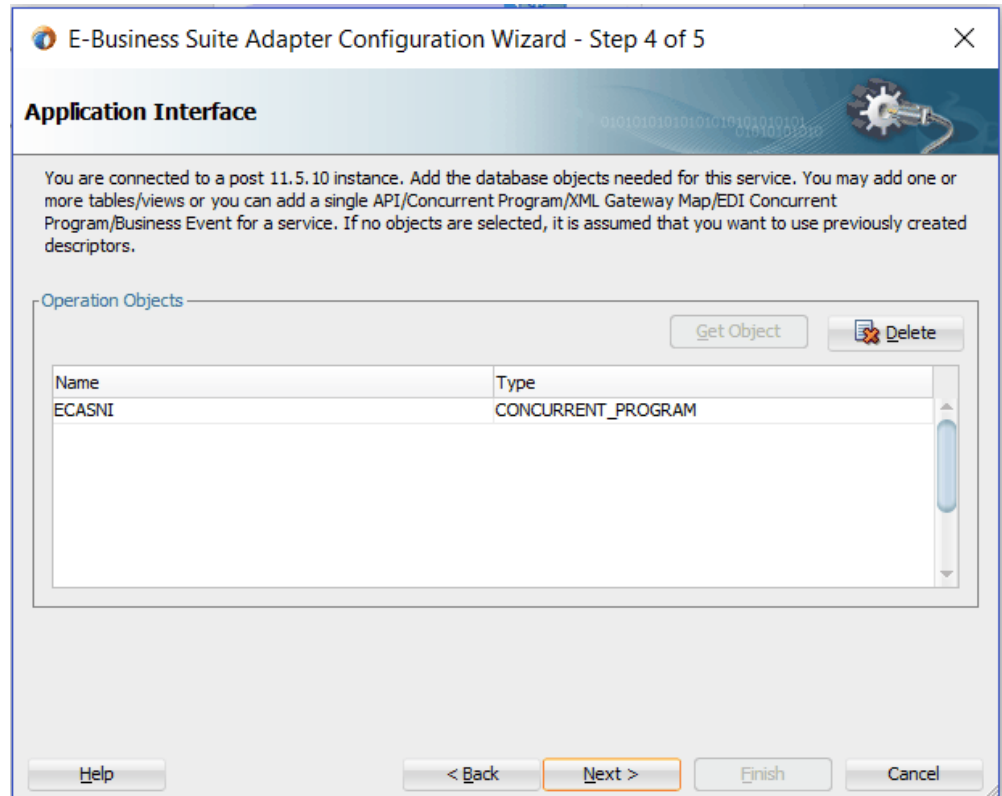 E-Business Suite Adapter Configuration Wizard - Step 4 of 5
Application Interface
You are connected to a post 11.5.10 instance. Add the database objects needed for this service. You may add one or
more tables/views or you can add a single API/Concurrent Program/XML Gateway Map/EDI Concurrent
Program/Business Event for a service. If no objects are selected, it is assumed that you want to use previously created
descriptors.
Operation Objects
Get Object Delete
Name Type
ECASNI CONCURRENT_PROGRAM
Help < Back Next > Finish Cancel